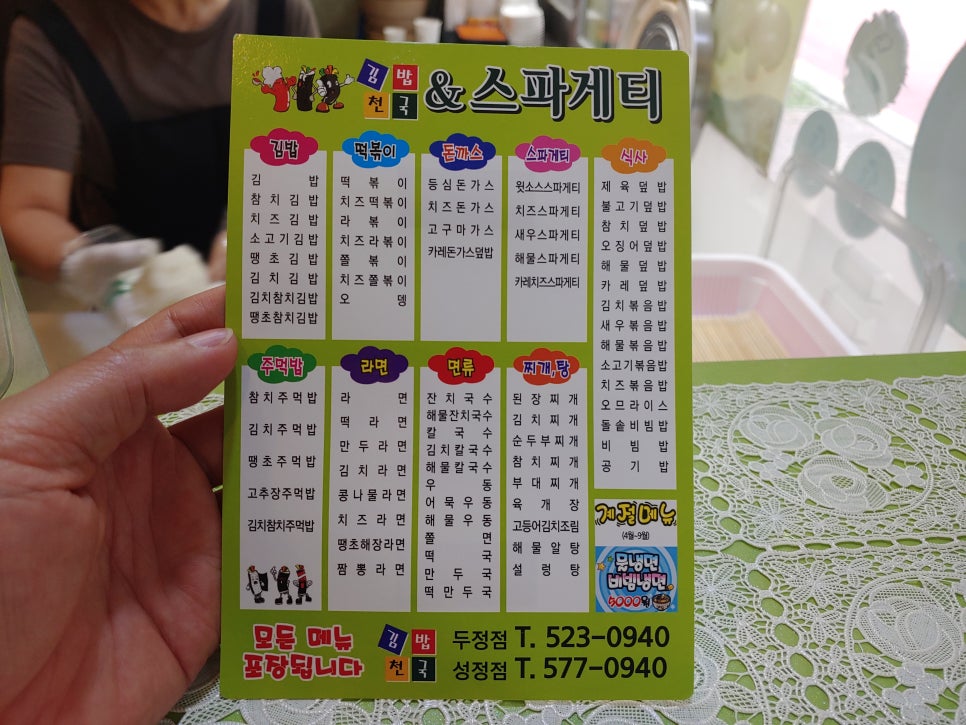 김밥천국 & 스파게티
김밥
김밥
참치김밥
치즈김밥
소고기김밥
땡초김밥
김치김밥
김치참치김밥
땡초참치김밥
떡볶이
떡볶이
치즈떡볶이
라볶이
치즈라볶이
쫄볶이
치즈쫄볶이
오뎅
돈까스
등심돈가스
치즈돈가스
고구마가스
카레돈가스덮밥
스파게티
윗소스스파게티
치즈스파게티
새우스파게티
해물스파게티
카레치즈스파게티
식사
제육덮밥
불고기덮밥
참치덮밥
오징어덮밥
해물덮밥
카레덮밥
김치볶음밥
새우볶음밥
해물볶음밥
소고기볶음밥
치즈볶음밥
오므라이스
돌솥비빔밥
비빔밥
공기밥
주먹밥
참치주먹밥
김치주먹밥
땡초주먹밥
고추장주먹밥
김치참치주먹밥
라면
라면
떡라면
만두라면
김치라면
콩나물라면
치즈라면
땡초해장라면
짬뽕라면
면류
잔치국수
해물잔치국수
칼국수
김치칼국수
해물칼국수
우동
어묵우동
해물우동
쫄면
떡국
만두국
떡만두국
찌개,탕
된장찌개
김치찌개
순두부찌개
참치찌개
부대찌개
육개장
고등어김치조림
해물알탕
설렁탕
계절메뉴
(4월~9월)
물냉면
비빔냉면
5000원
모든 메뉴
포장됩니다
김밥천국
두정점 T. 523-0940
성정점 T. 577-0940